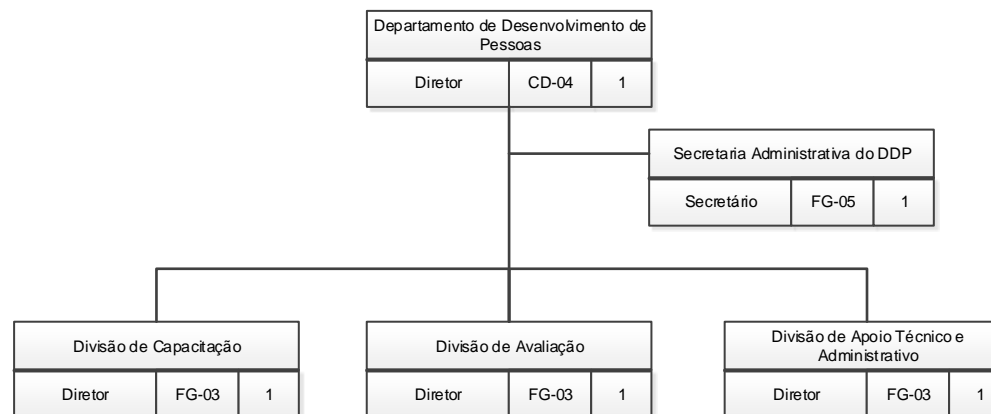 Departamento de Desenvolvimento de
Pessoas
Diretor CD-04 1
Secretaria Administrativa do DDP
Secretário FG-05 1
Divisão de Capacitação
Diretor FG-03 1
Divisão de Avaliação
Diretor FG-03 1
Divisão de Apoio Técnico e
Administrativo
Diretor FG-03 1